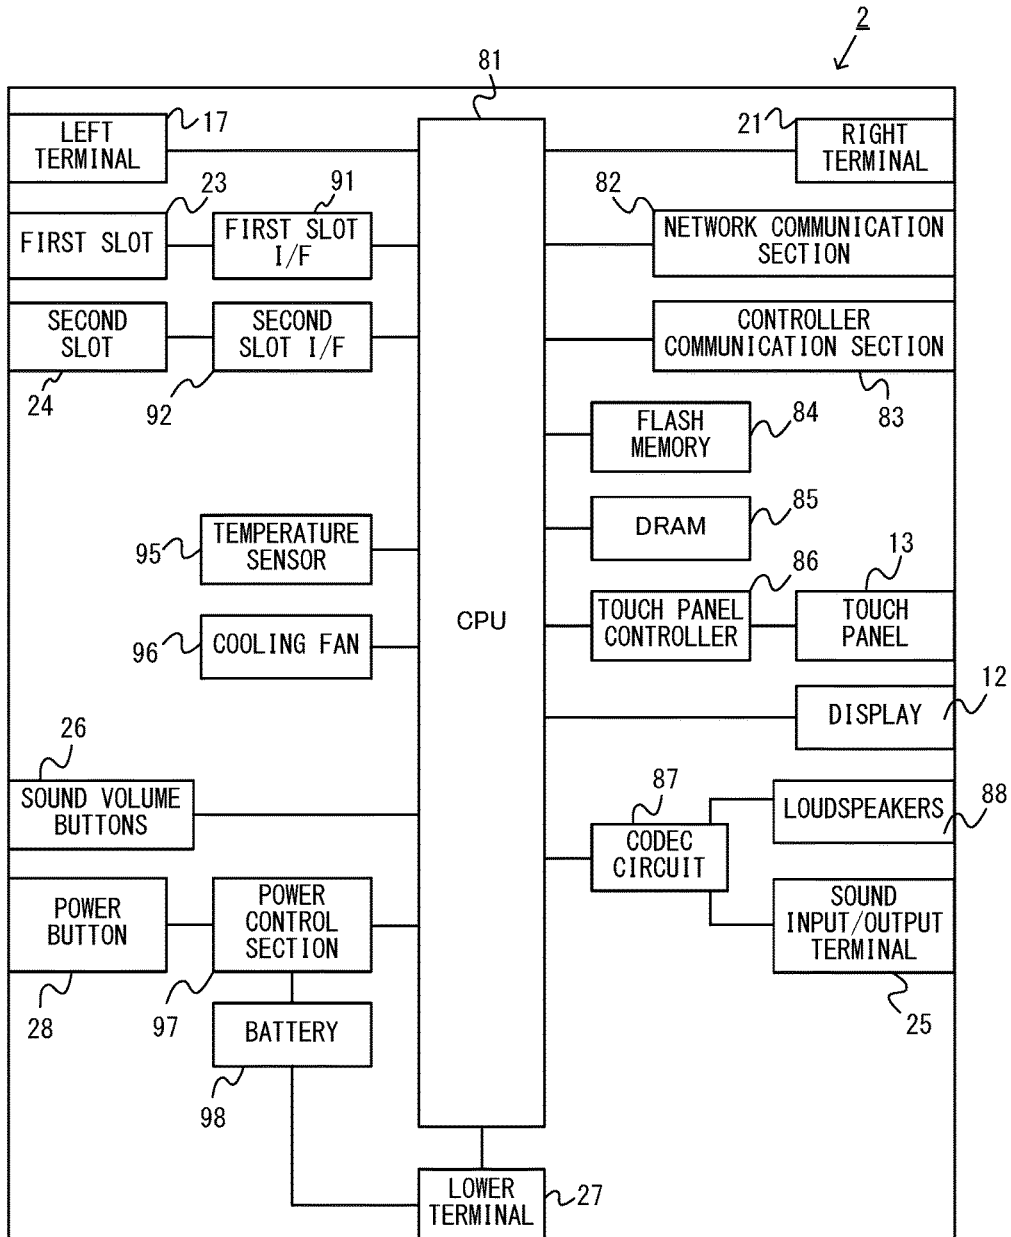 2
81
LEFT
TERMINAL
17
21
RIGHT
TERMINAL
23
91
82
FIRST SLOT
FIRST SLOT
I/F
NETWORK COMMUNICATION
SECTION
SECOND
SLOT
SECOND
SLOT I/F
CONTROLLER
COMMUNICATION SECTION
24
92
83
FLASH
MEMORY
84
DRAM
85
TEMPERATURE
SENSOR
95
86
13
CPU
TOUCH PANEL
CONTROLLER
TOUCH
PANEL
COOLING FAN
96
DISPLAY
12
26
SOUND VOLUME
BUTTONS
87
LOUDSPEAKERS
88
CODEC
CIRCUIT
POWER
BUTTON
POWER
CONTROL
SECTION
SOUND
INPUT/OUTPUT
TERMINAL
28
97
25
BATTERY
98
LOWER
TERMINAL
27